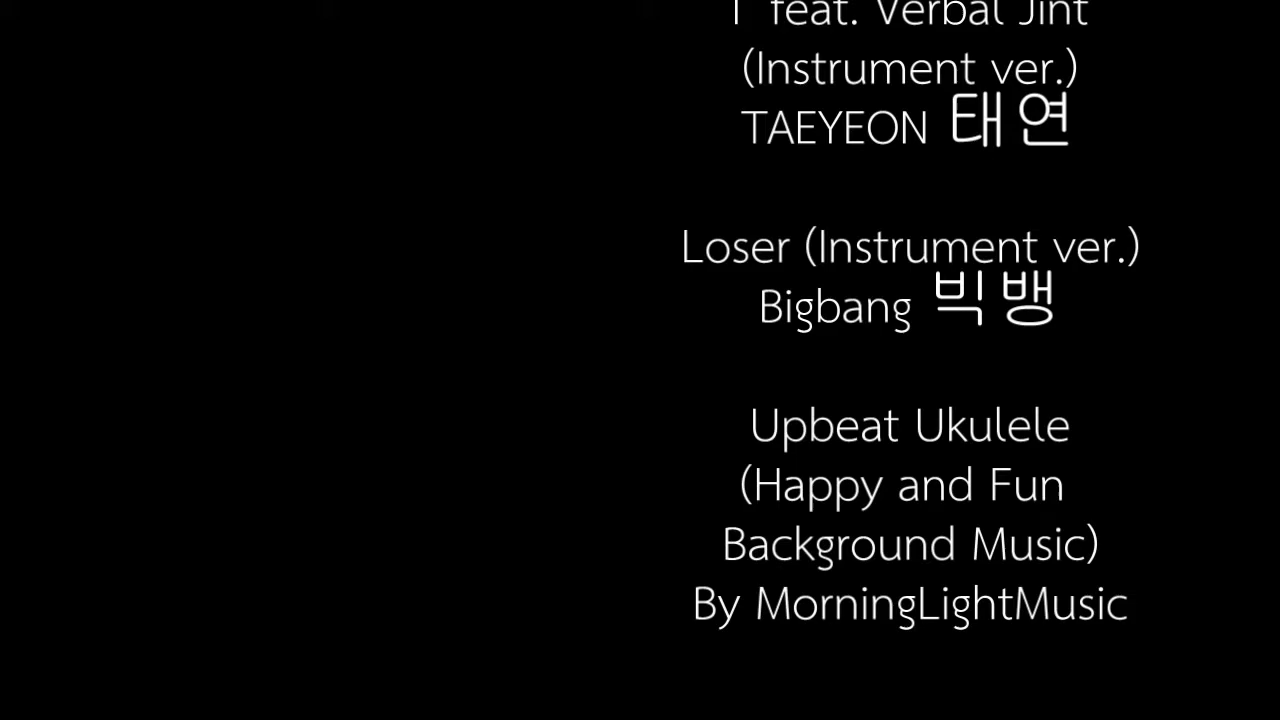 I feat. Verbal Jint
(Instrument ver.)
TAEYEON 태연
Loser (Instrument ver.)
Bigbang 빅뱅
Upbeat Ukulele
(Happy and Fun
Background Music)
By MorningLightMusic